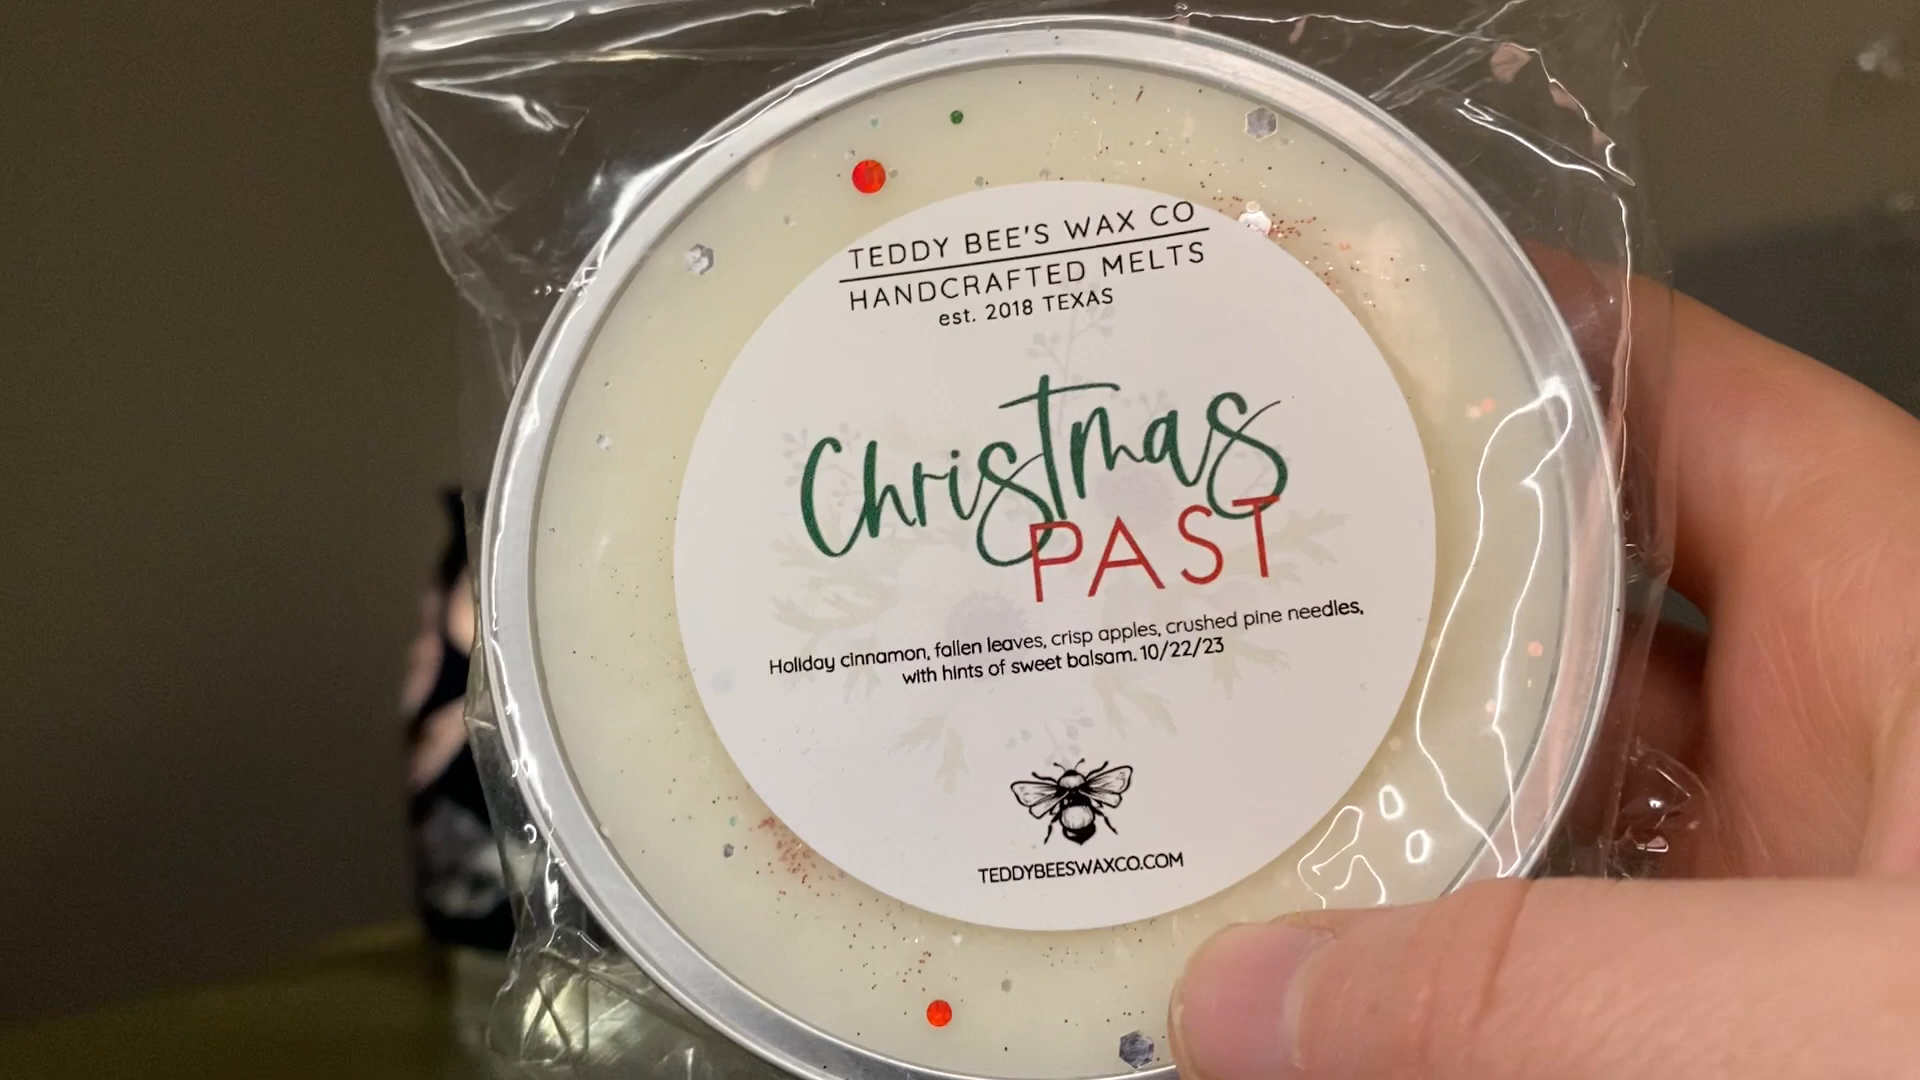 TEDDY BEE'S WAX CO
HANDCRAFTED MELTS
est. 2018 TEXAS
Christmas
PAST
Holiday cinnamon, fallen leaves, crisp apples, crushed pine needles,
with hints of sweet balsam. 10/22/23
TEDDYBEESWAXCO.COM